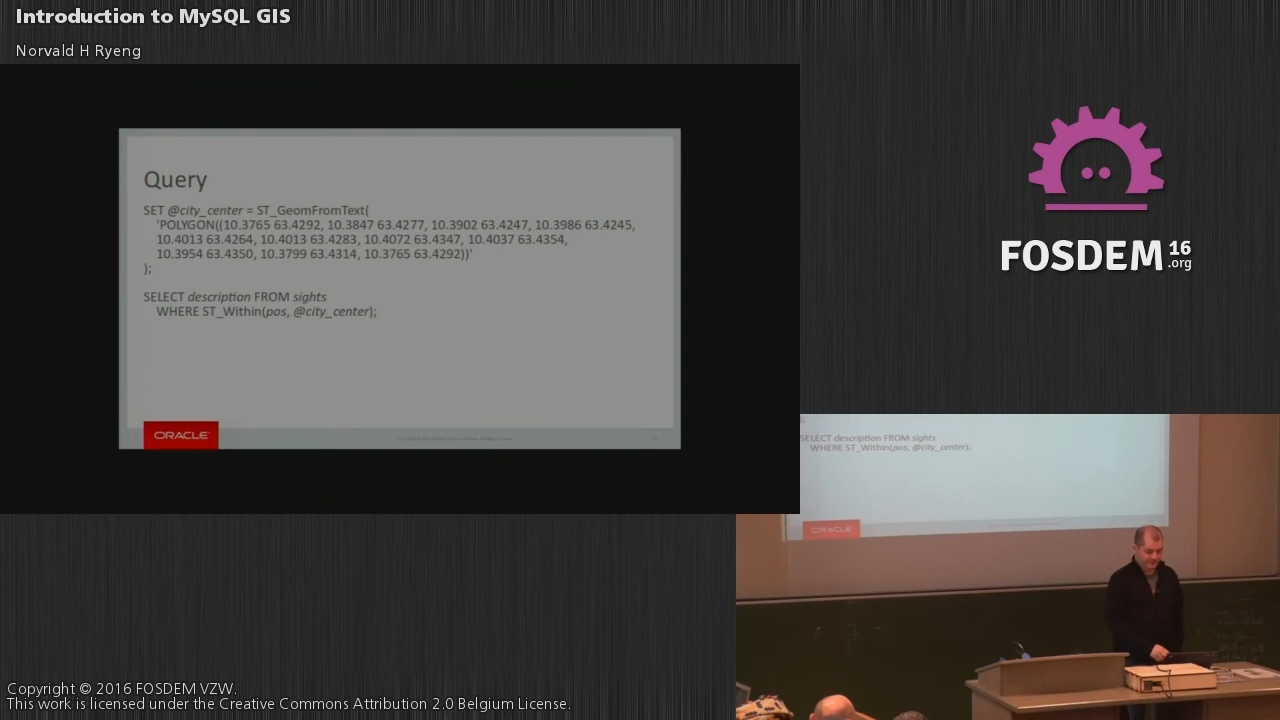 Introduction to MySQL GIS
Norvald H Ryeng
Query
SET @city_center = ST_GeomFromText(
'POLYGON((10.3765 63.4292, 10.3847 63.4277, 10.3902 63.4247, 10.3986 63.4245,
10.4013 63.4264, 10.4013 63.4283, 10.4072 63.4347, 10.4037 63.4354,
10.3954 63.4350, 10.3799 63.4314, 10.3765 63.4292))'
);
SELECT description FROM sights
WHERE ST_Within(pos, @city_center);
ORACLE
FOSDEM 16
.org
SELECT description FROM sights
WHERE ST_Within(pos, @city_center);
ORACLE
Copyright © 2016 FOSDEM VZW.
This work is licensed under the Creative Commons Attribution 2.0 Belgium License.